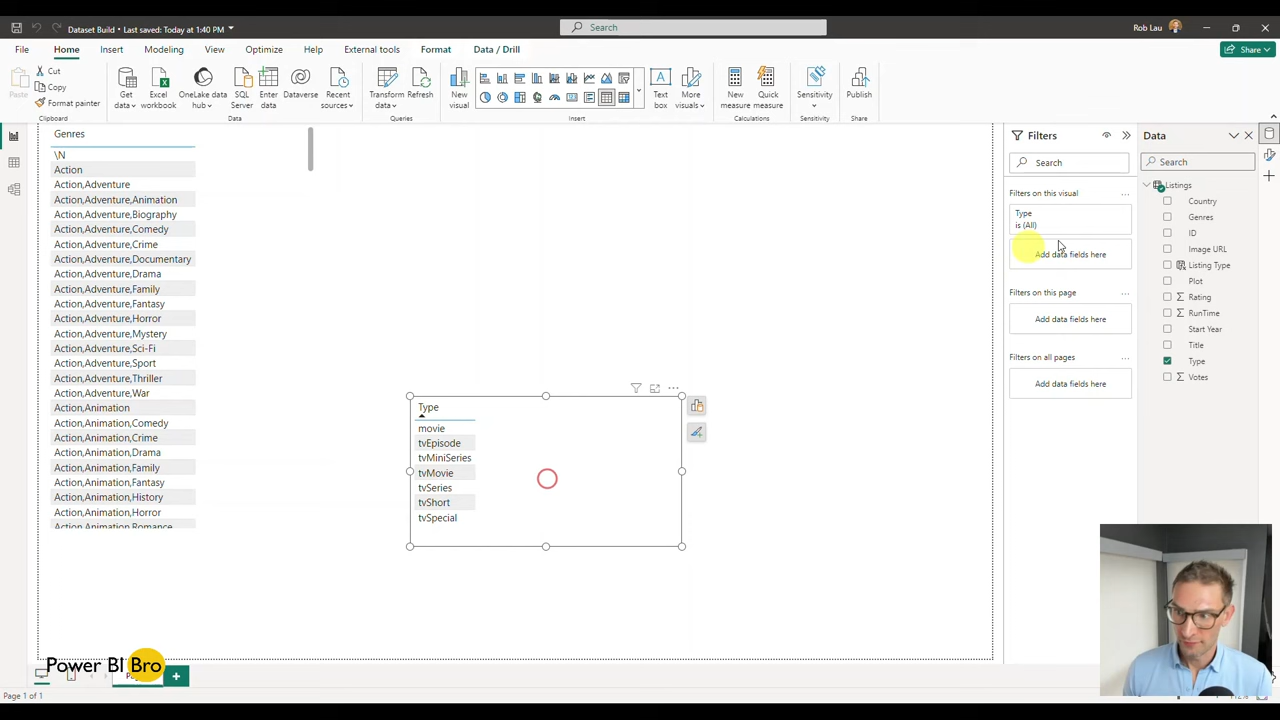 Dataset Build • Last saved: Today at 1:40 PM
Search
Rob Lau
File
Home
Insert
Modeling
View
Optimize
Help
External tools
Format
Data / Drill
Share
Paste
Cut
Copy
Format painter
Get data
Excel workbook
OneLake data hub
SQL Server
Enter data
Dataverse
Recent sources
Transform data
Refresh
New visual
Text box
More visuals
New measure
Quick measure
Sensitivity
Publish
Clipboard
Data
Queries
Insert
Calculations
Sensitivity
Share
Genres
\N
Action
Action,Adventure
Action,Adventure,Animation
Action,Adventure,Biography
Action,Adventure,Comedy
Action,Adventure,Crime
Action,Adventure,Documentary
Action,Adventure,Drama
Action,Adventure,Family
Action,Adventure,Fantasy
Action,Adventure,Horror
Action,Adventure,Mystery
Action,Adventure,Sci-Fi
Action,Adventure,Sport
Action,Adventure,Thriller
Action,Adventure,War
Action,Animation
Action,Animation,Comedy
Action,Animation,Crime
Action,Animation,Drama
Action,Animation,Family
Action,Animation,Fantasy
Action,Animation,History
Action,Animation,Horror
Action,Animation,Romance
Type
movie
tvEpisode
tvMiniSeries
tvMovie
tvSeries
tvShort
tvSpecial
Filters
Search
Filters on this visual
Type
is (All)
Add data fields here
Filters on this page
Add data fields here
Filters on all pages
Add data fields here
Data
Search
Listings
Country
Genres
ID
Image URL
Listing Type
Plot
Rating
RunTime
Start Year
Title
Type
Votes
Power BI Bro
Page 1 of 1